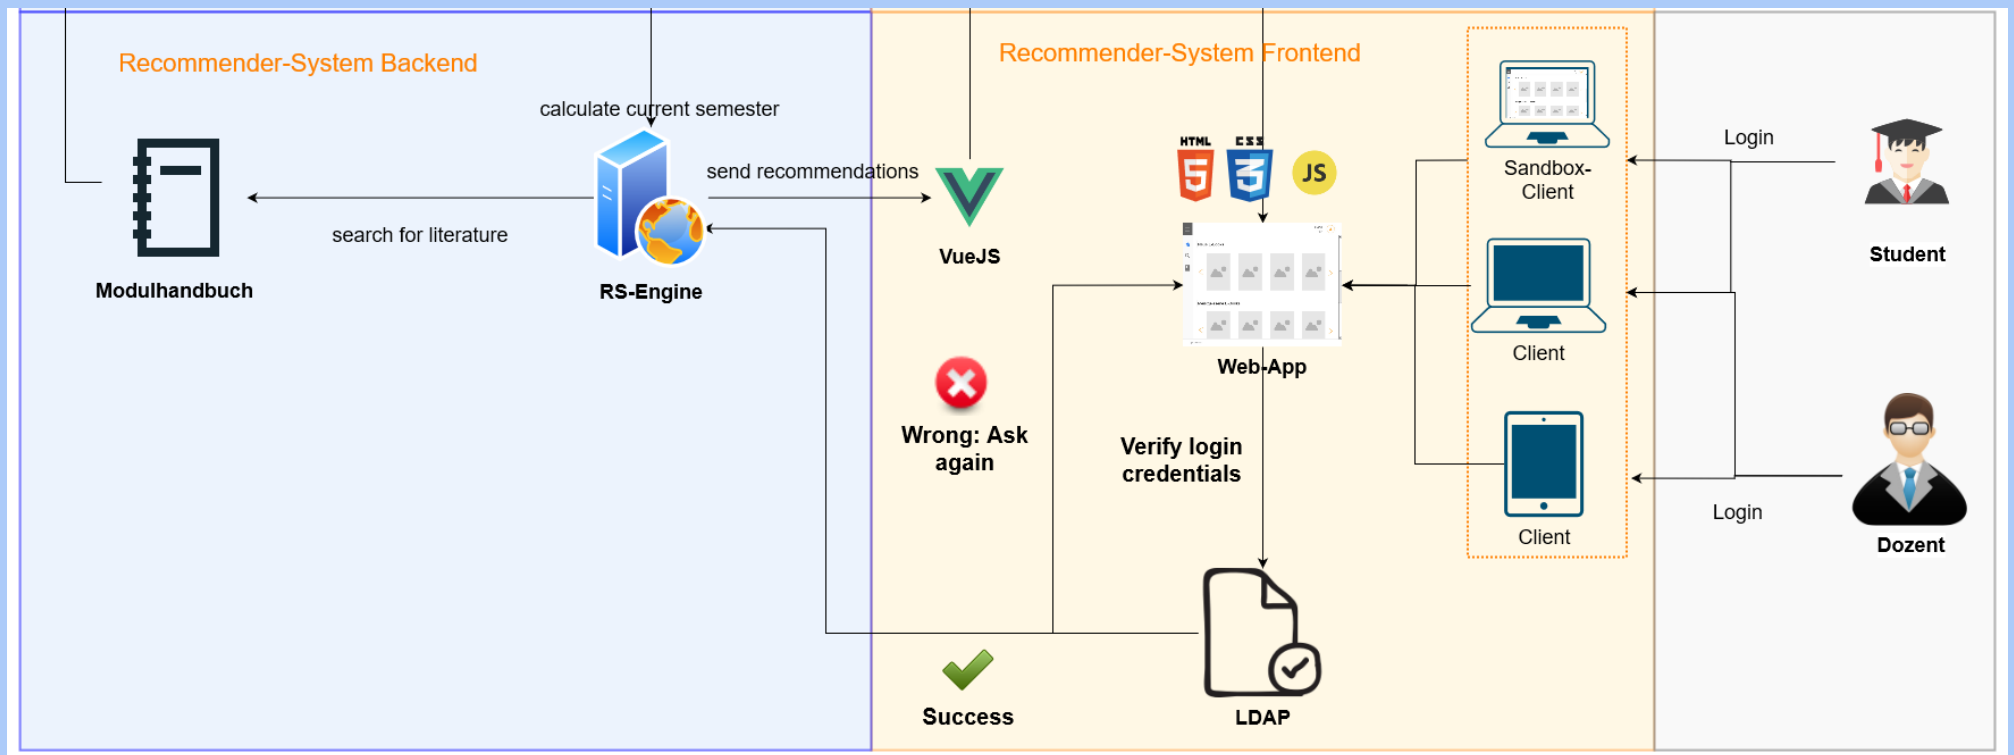 Recommender-System Backend
calculate current semester
send recommendations
search for literature
Modulhandbuch
RS-Engine
Recommender-System Frontend
HTML
5
CSS
3
JS
VueJS
Web-App
Wrong: Ask
again
Verify login
credentials
Success
LDAP
Sandbox-
Client
Client
Client
Login
Student
Login
Dozent